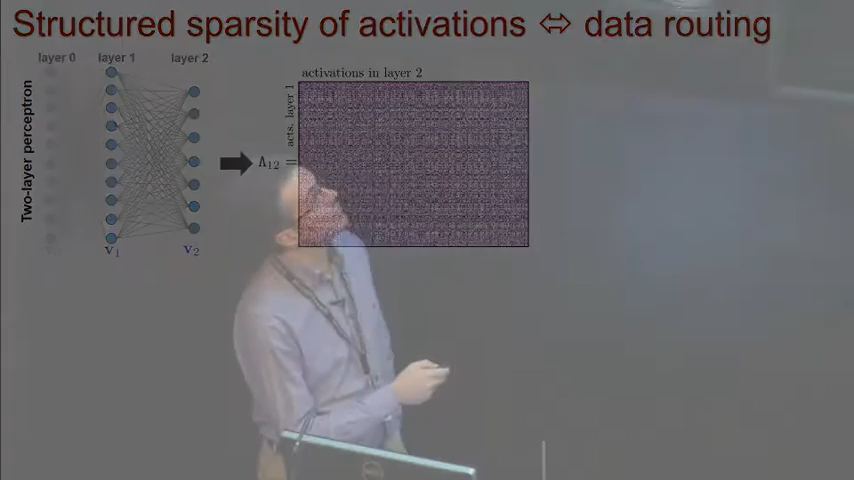 Structured sparsity of activations ⇔ data routing
layer 0 layer 1 layer 2
Two-layer perceptron
activations in layer 2
acts. layer 1
Λ₁₂ =
v₁ v₂
DELL